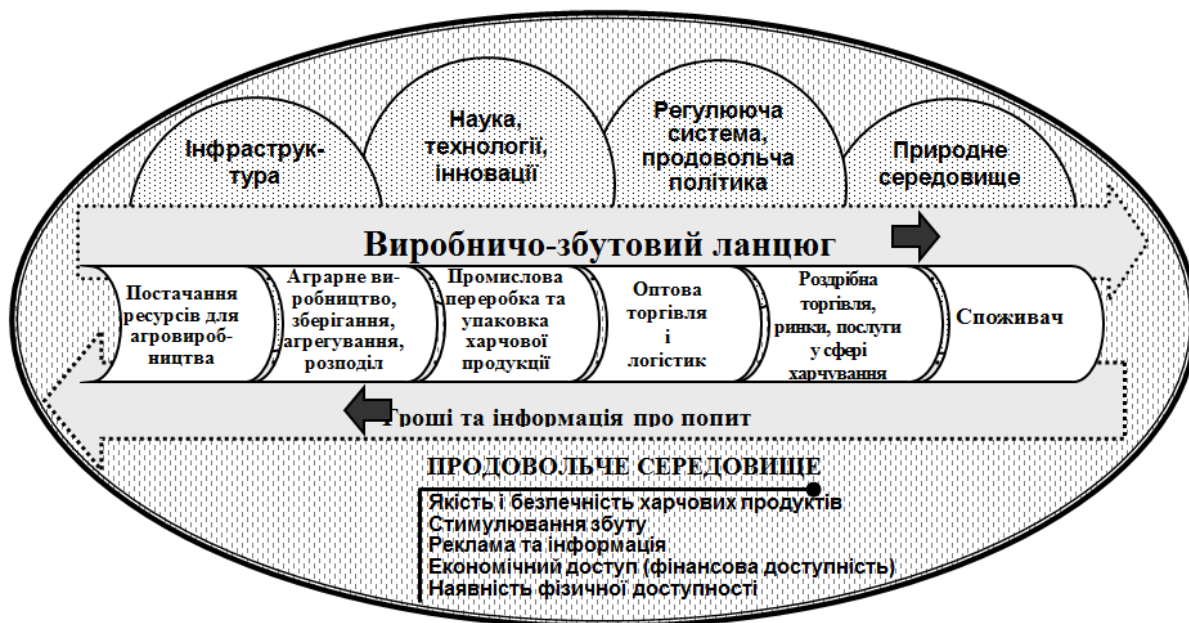 Інфраструк-
тура
Наука,
технології,
інновації
Регулююча
система,
продовольча
політика
Природне
середовище
Виробничо-збутовий ланцюг
Постачання
ресурсів для
агровироб-
ництва
Аграрне ви-
робництво,
зберігання,
агрегування,
розподіл
Промислова
переробка та
упаковка
харчової
продукції
Оптова
торгівля
і
логістик
Роздрібна
торгівля,
ринки, послуги
у сфері
харчування
Споживач
Гроші та інформація про попит
ПРОДОВОЛЬЧЕ СЕРЕДОВИЩЕ
Якість і безпечність харчових продуктів
Стимулювання збуту
Реклама та інформація
Економічний доступ (фінансова доступність)
Наявність фізичної доступності